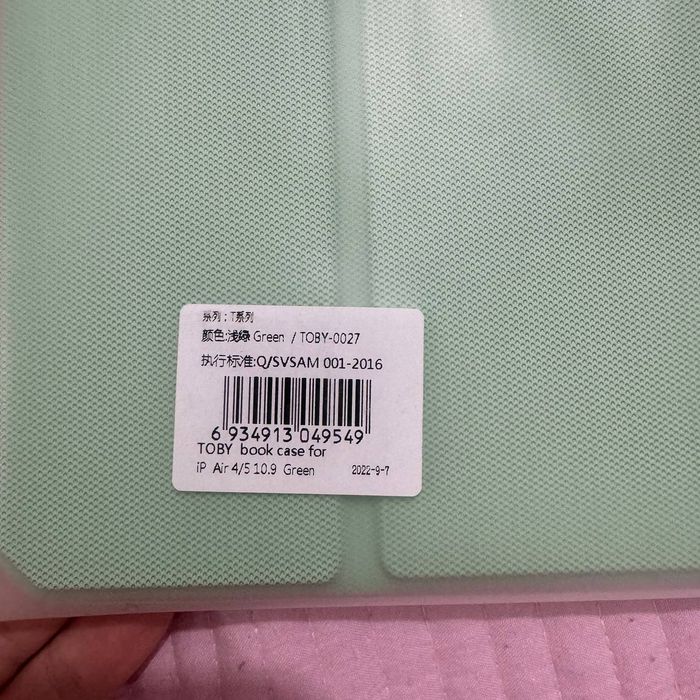 系列：T系列
颜色:浅绿 Green / TOBY-0027
执行标准:Q/SVSAM 001-2016
6 934913 049549
TOBY book case for
iP Air 4/5 10.9 Green 2022-9-7